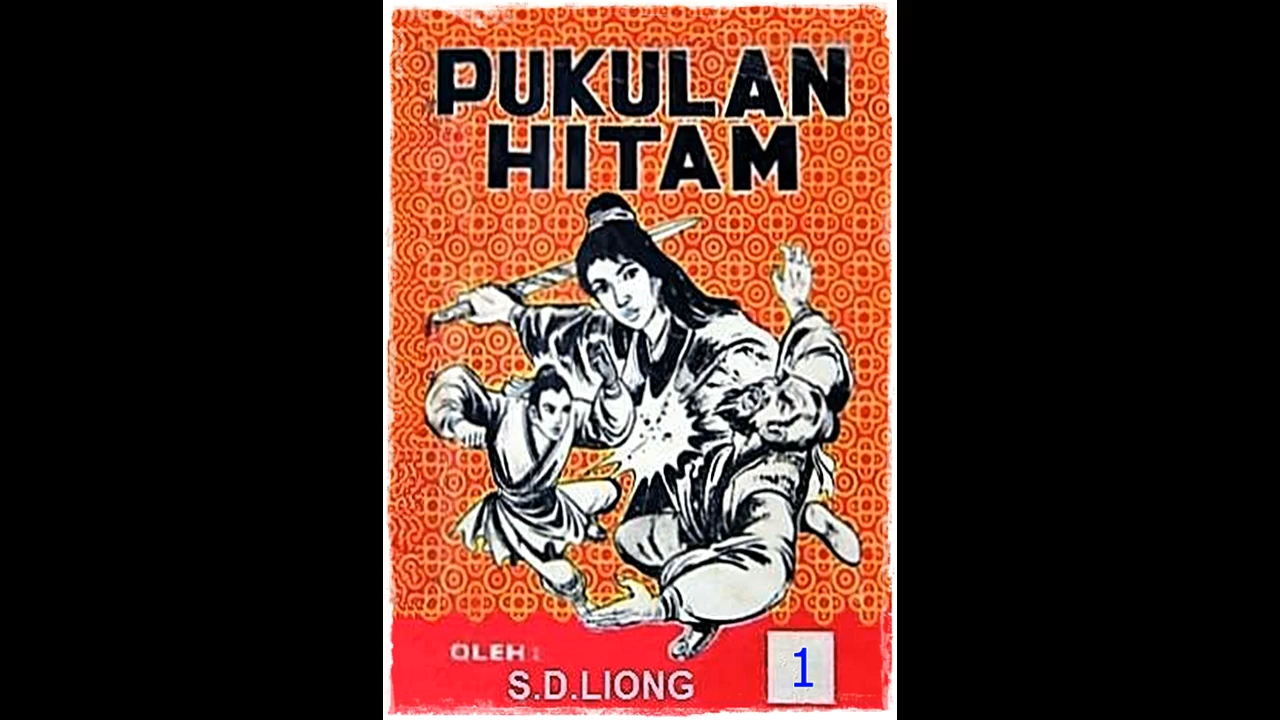 PUKULAN
HITAM
OLEH :
S.D.LIONG
1